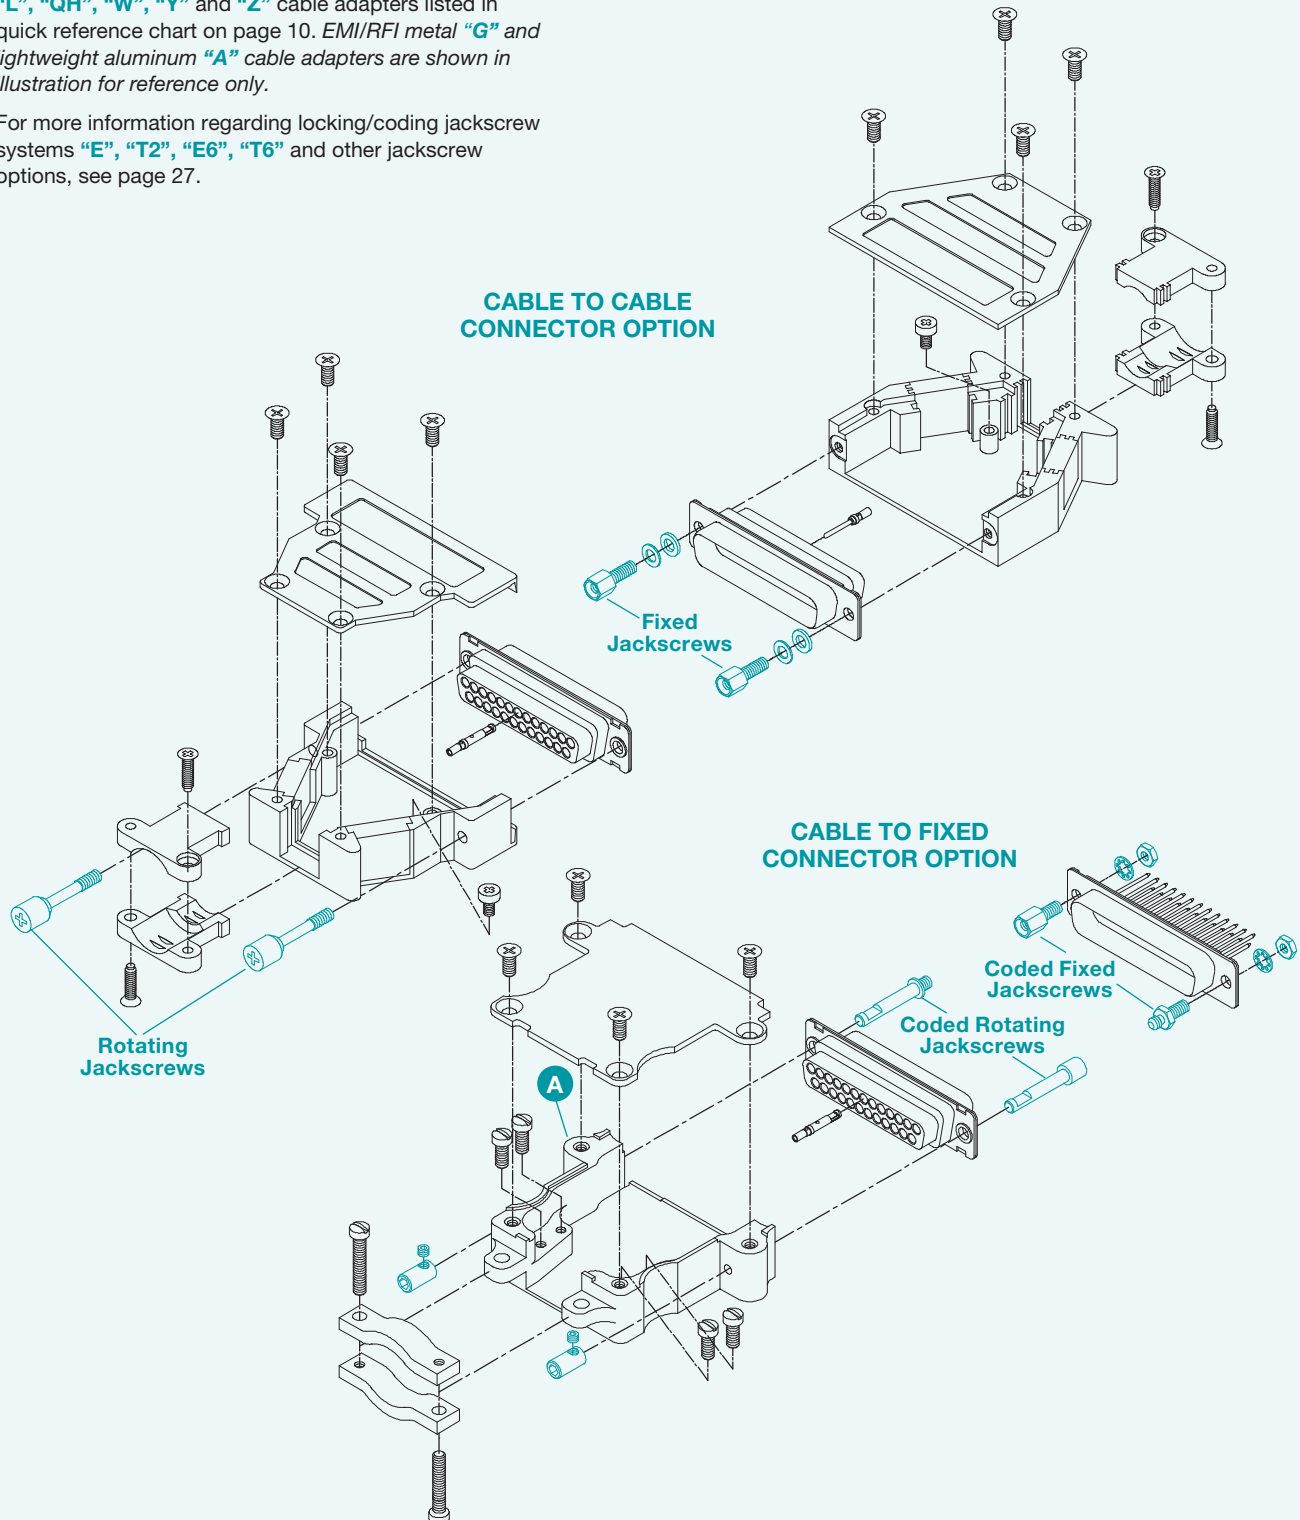 “L”, “QH”, “W”, “Y” and “Z” cable adapters listed in
quick reference chart on page 10. EMI/RFI metal “G” and
lightweight aluminum “A” cable adapters are shown in
illustration for reference only.
For more information regarding locking/coding jackscrew
systems “E”, “T2”, “E6”, “T6” and other jackscrew
options, see page 27.
CABLE TO CABLE
CONNECTOR OPTION
Fixed
Jackscrews
CABLE TO FIXED
CONNECTOR OPTION
Coded Fixed
Jackscrews
Coded Rotating
Jackscrews
Rotating
Jackscrews
A